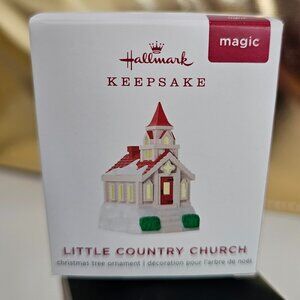 magic
Hallmark
KEEPSAKE
LITTLE COUNTRY CHURCH
christmas tree ornament | décoration pour l'arbre de noël